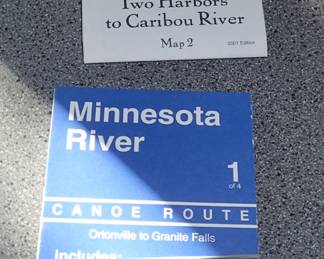 Two Harbors
to Caribou River
Map 2
2001 Edition
Minnesota
River
1
of 4
CANOE ROUTE
Ortonville to Granite Falls
includes: